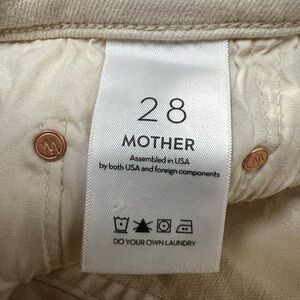 28
MOTHER
Assembled in USA
by both USA and foreign components
DO YOUR OWN LAUNDRY